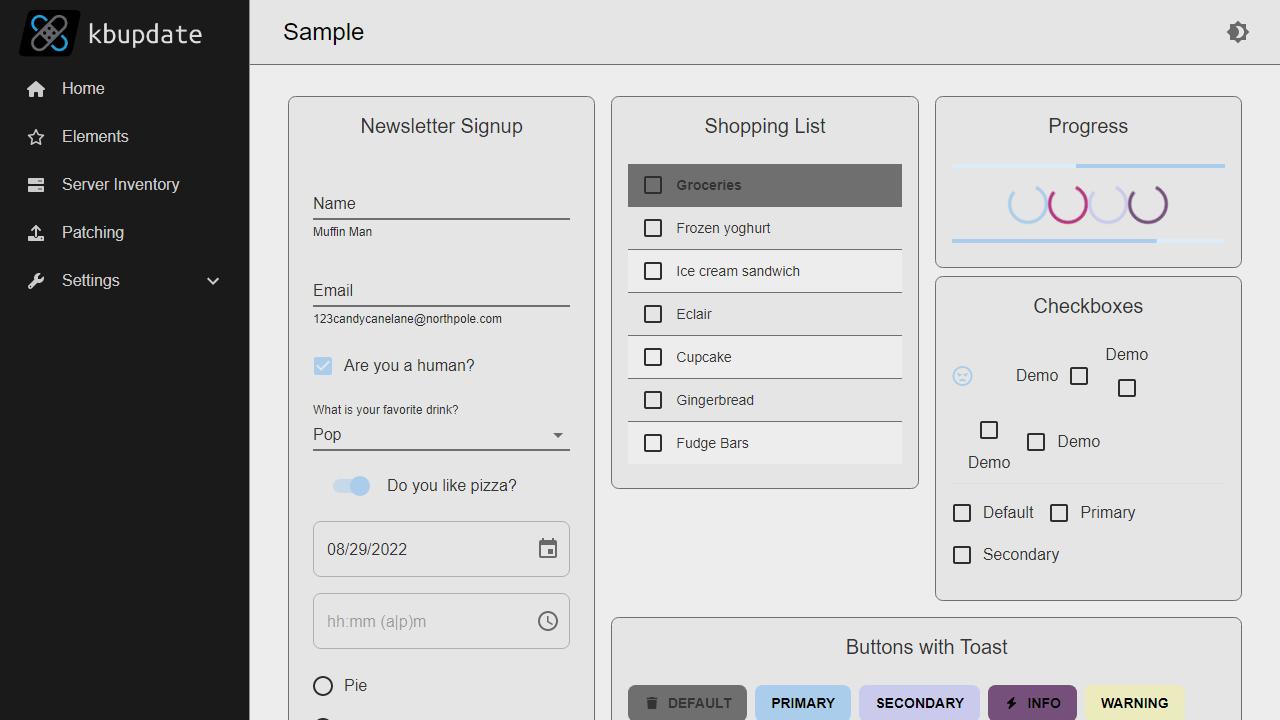 kbupdate
Home
Elements
Server Inventory
Patching
Settings
Sample
Newsletter Signup
Name
Muffin Man
Email
123candycanelane@northpole.com
Are you a human?
What is your favorite drink?
Pop
Do you like pizza?
08/29/2022
hh:mm (a|p)m
Pie
Shopping List
Groceries
Frozen yoghurt
Ice cream sandwich
Eclair
Cupcake
Gingerbread
Fudge Bars
Progress
Checkboxes
Demo
Demo
Demo
Demo
Default Primary
Secondary
Buttons with Toast
DEFAULT PRIMARY SECONDARY INFO WARNING